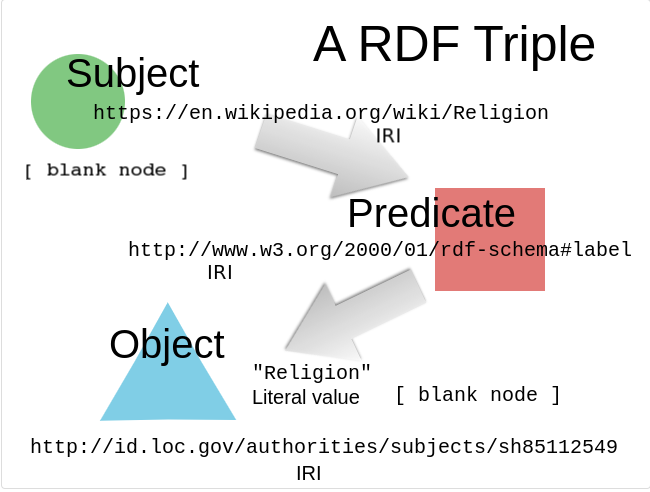 A RDF Triple
Subject
https://en.wikipedia.org/wiki/Religion
IRI
[ blank node ]
Predicate
http://www.w3.org/2000/01/rdf-schema#label
IRI
Object
"Religion"
Literal value
[ blank node ]
http://id.loc.gov/authorities/subjects/sh85112549
IRI